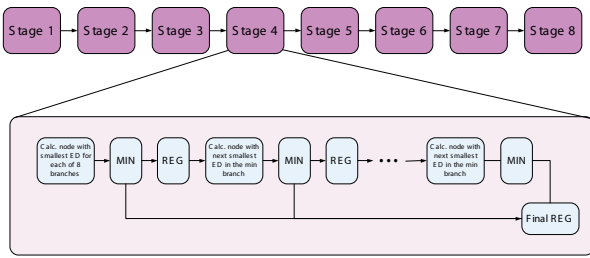 Stage 1 Stage 2 Stage 3 Stage 4 Stage 5 Stage 6 Stage 7 Stage 8
Calc. node with
smallest ED for
each of 8
branches
MIN
REG
Calc. node with
next smallest
ED in the min
branch
MIN
REG
•••
Calc. node with
next smallest
ED in the min
branch
MIN
Final REG